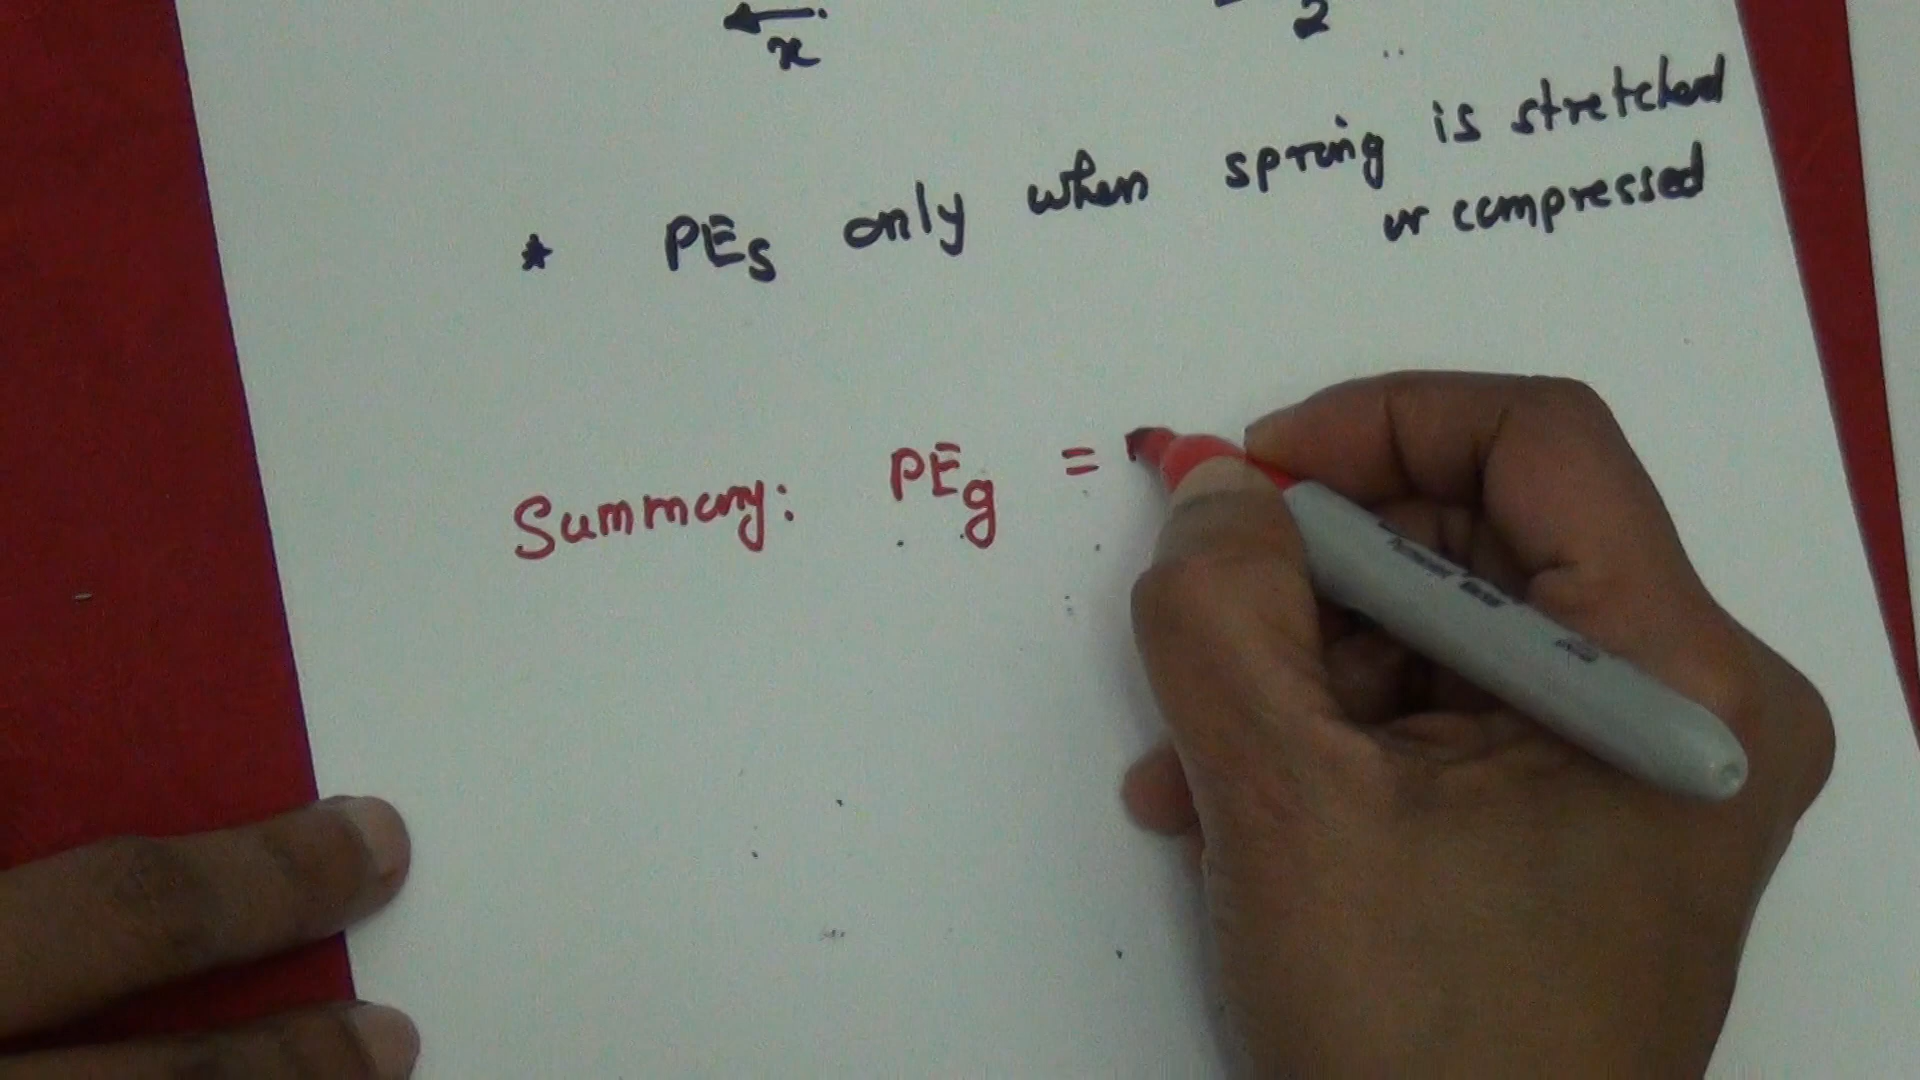 x
2
* PEs only when spring is stretched
or compressed
Summary: PEg =